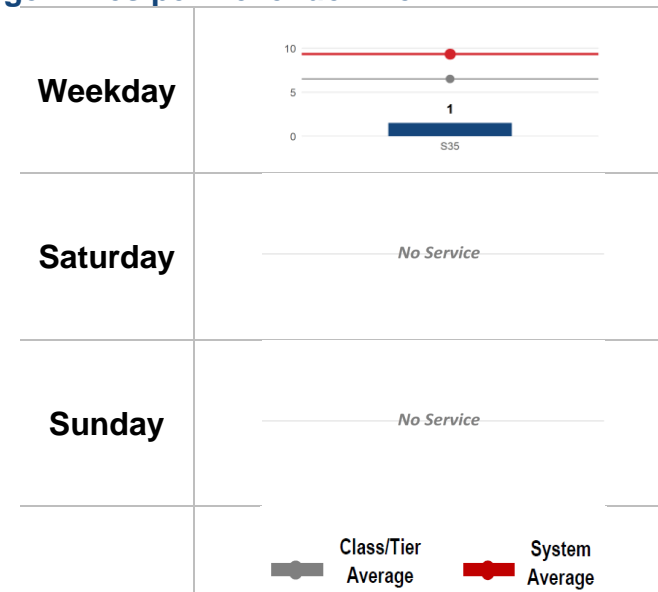 Weekday
10
5
1
0
S35
Saturday
No Service
Sunday
No Service
Class/Tier
Average
System
Average